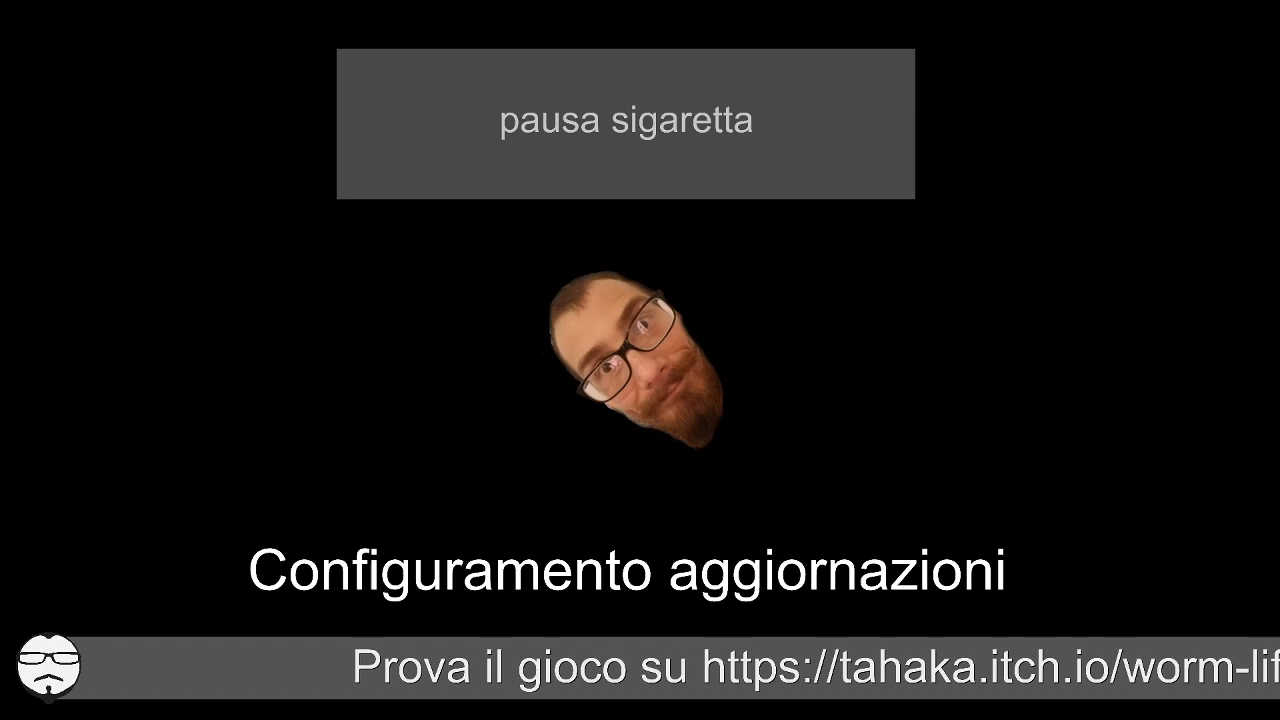 pausa sigaretta
Configuramento aggiornazioni
Prova il gioco su https://tahaka.itch.io/worm-lif